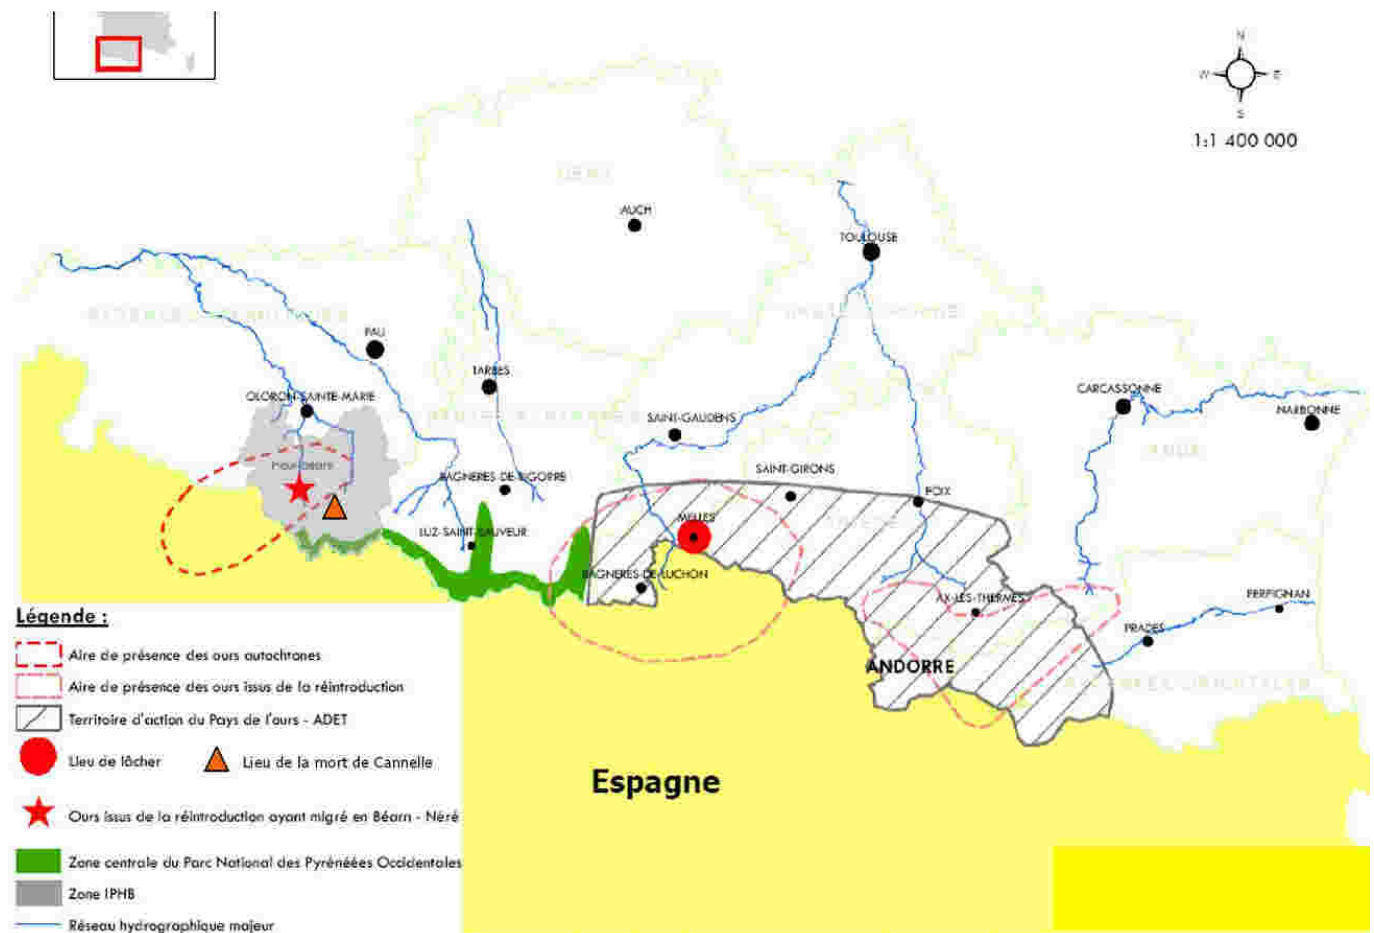 N
W
E
S
1:1 400 000
AUCH
TOULOUSE
PAU
TARBES
OLORON-SAINTE-MARIE
CARCASSONNE
NARBONNE
SAINT-GAUDENS
SAINT-GIRONS
BAGNERES-DE-BIGORRE
FOIX
MELLES
LUZ-SAINT-SAUVEUR
BAGNERES-DE-LUCHON
AX-LES-THERMES
PERPIGNAN
PRADES
ANDORRE
PYRENEES-ORIENTALES
Espagne
Légende :
Aire de présence des ours autochtones
Aire de présence des ours issus de la réintroduction
Territoire d'action du Pays de l'ours - ADET
Lieu de lâcher
Lieu de la mort de Cannelle
Ours issus de la réintroduction ayant migré en Béarn - Néré
Zone centrale du Parc National des Pyrénéées Occidentales
Zone IPHB
Réseau hydrographique majeur